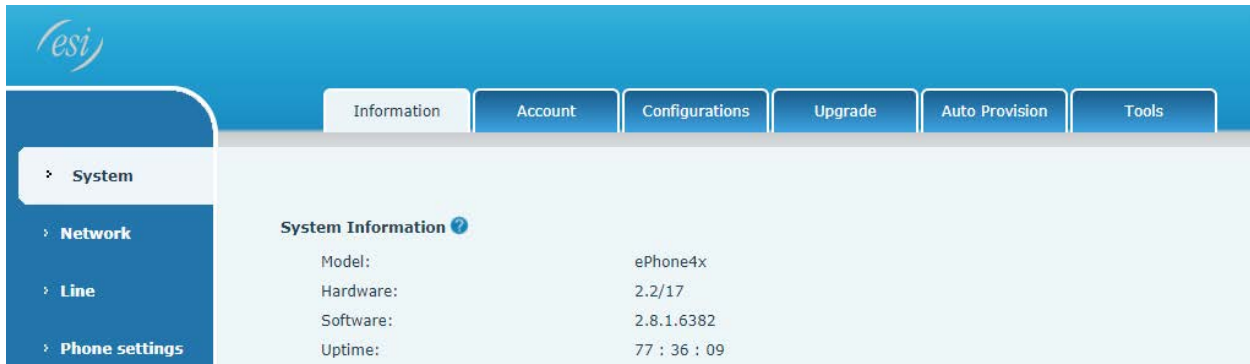 esi
Information Account Configurations Upgrade Auto Provision Tools
System
Network
Line
Phone settings
System Information ?
Model: ePhone4x
Hardware: 2.2/17
Software: 2.8.1.6382
Uptime: 77 : 36 : 09